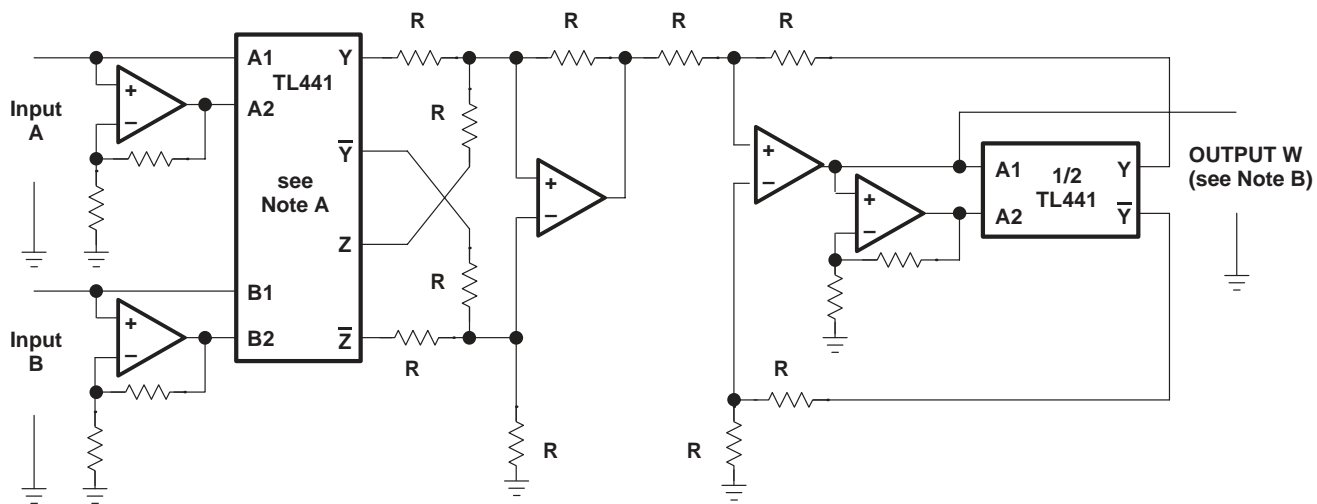 R
R
R
R
A1
Y
TL441
+
−
A2
Input
A
R
Y
see
Note A
Z
+
−
+
−
A1
Y
1/2
TL441
A2
Y
OUTPUT W
(see Note B)
+
−
R
B1
Input
B
+
−
B2
Z
R
R
R
R